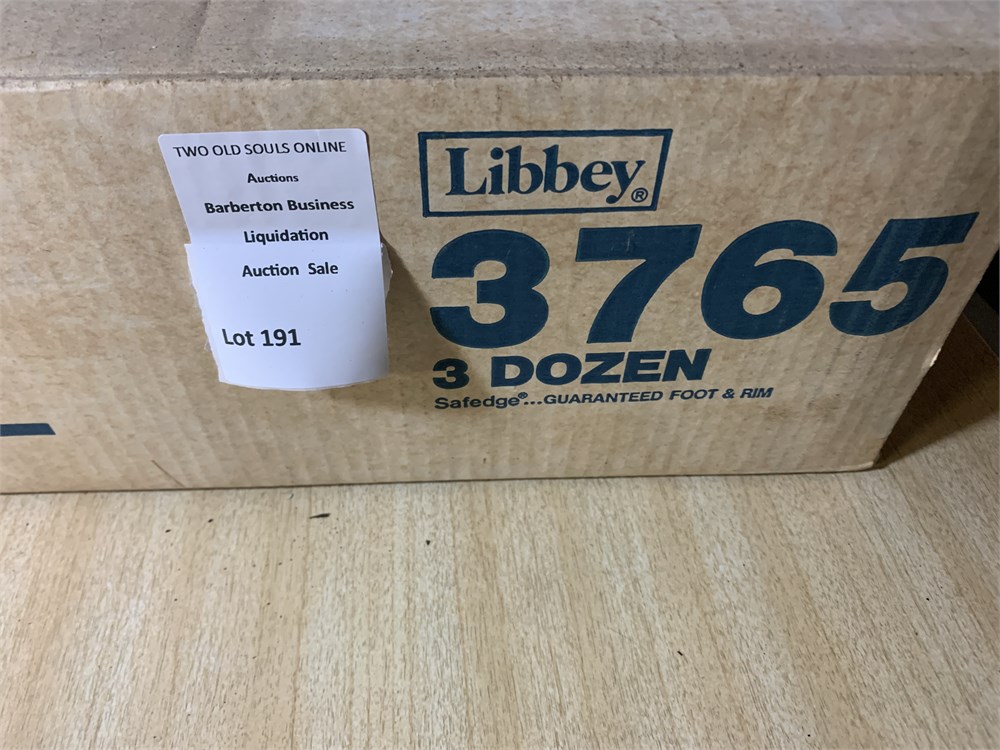 TWO OLD SOULS ONLINE
Auctions
Barberton Business
Liquidation
Auction Sale
Lot 191
Libbey®
3765
3 DOZEN
Safedge®...GUARANTEED FOOT & RIM